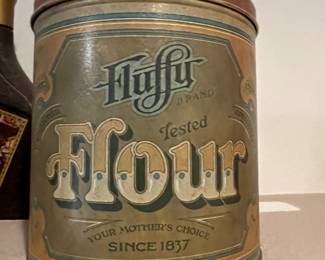 Fluffy
BRAND
Tested
Flour
YOUR MOTHER'S CHOICE
SINCE 1837